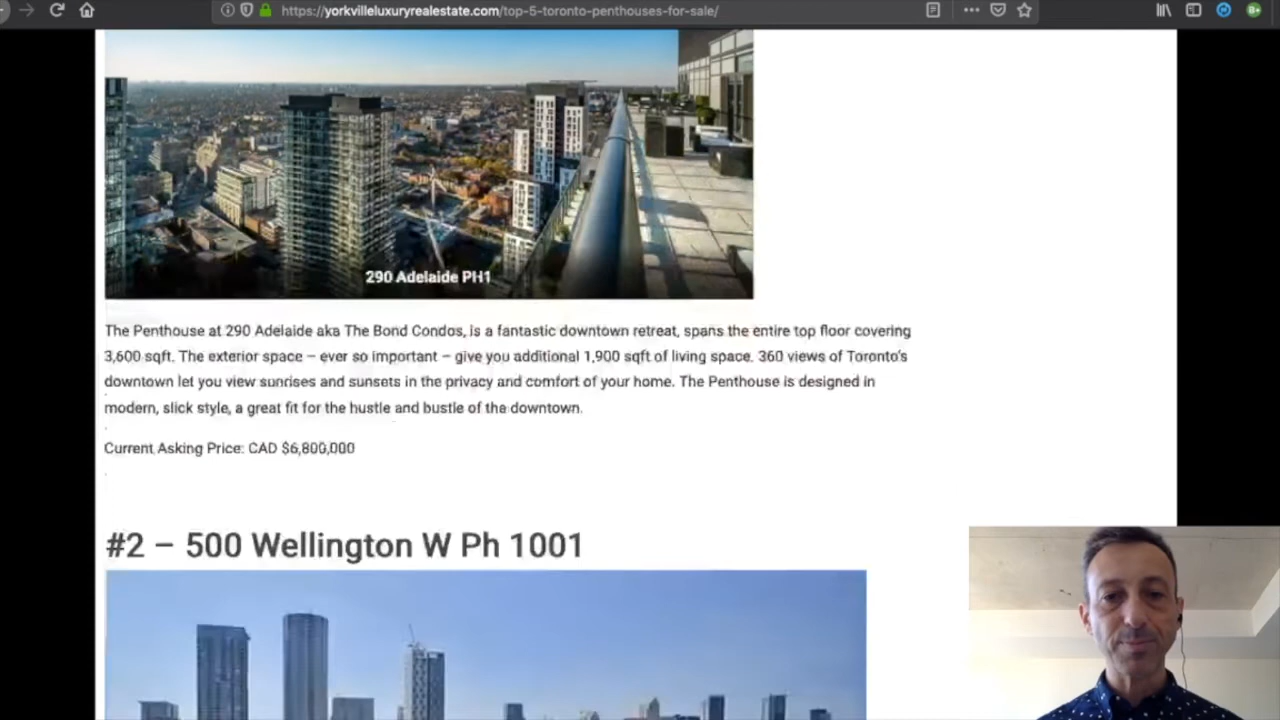 https://yorkvilleluxuryrealestate.com/top-5-toronto-penthouses-for-sale/
290 Adelaide PH1
The Penthouse at 290 Adelaide aka The Bond Condos, is a fantastic downtown retreat, spans the entire top floor covering
3,600 sqft. The exterior space – ever so important – give you additional 1,900 sqft of living space. 360 views of Toronto's
downtown let you view sunrises and sunsets in the privacy and comfort of your home. The Penthouse is designed in
modern, slick style, a great fit for the hustle and bustle of the downtown.
Current Asking Price: CAD $6,800,000
#2 – 500 Wellington W Ph 1001